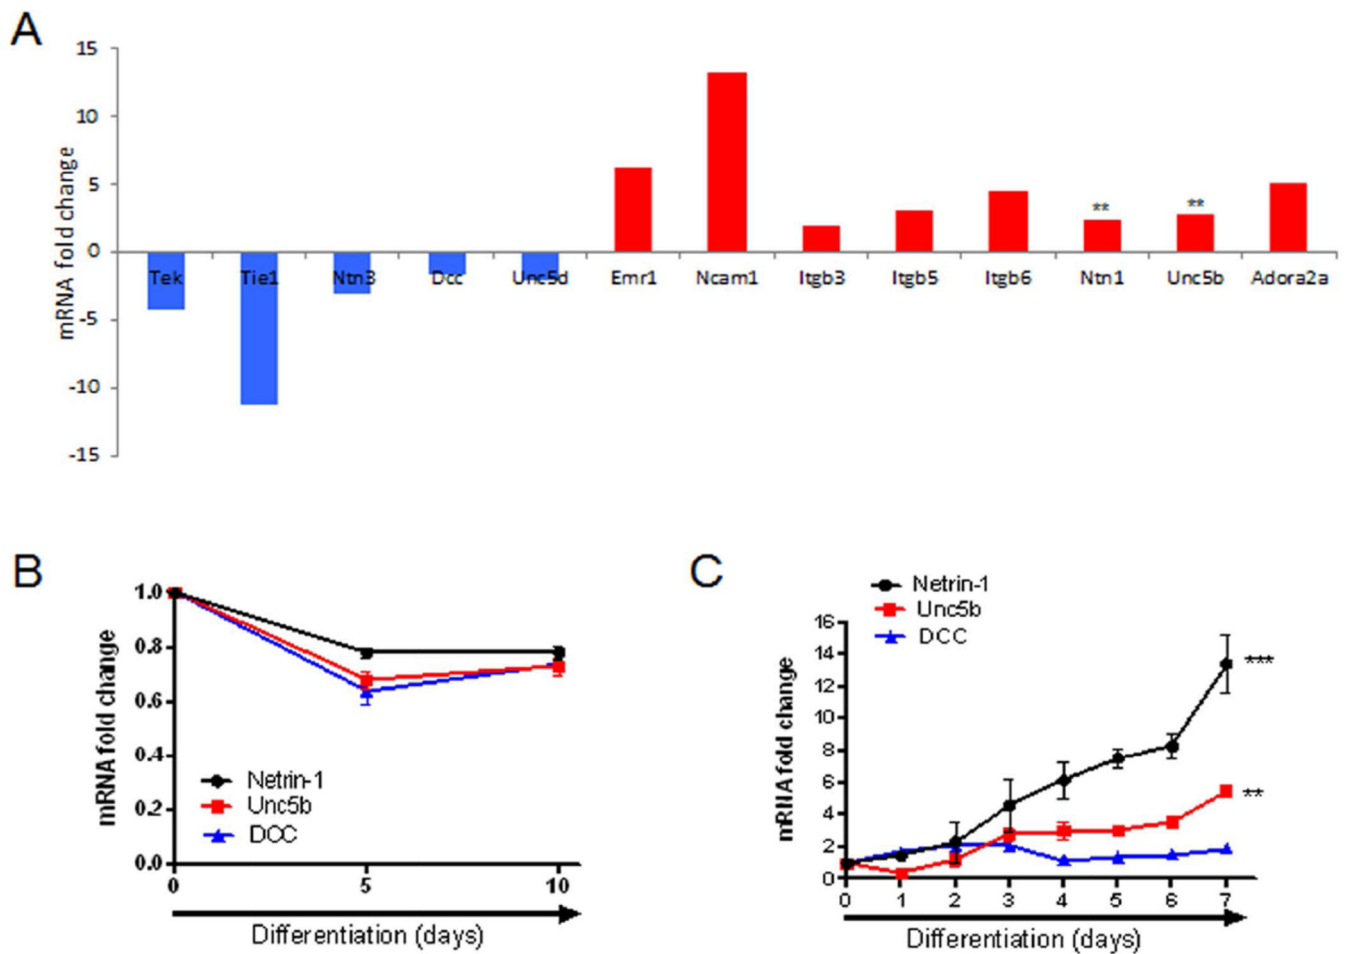 A
15
10
5
0
-5
-10
-15
mRNA fold change
Tek Tie1 Ntn3 Dcc Unc5d Emr1 Ncam1 Itgb3 Itgb5 Itgb6 Ntn1 Unc5b Adora2a
** **
B
1.0
0.8
0.6
0.4
0.2
0.0
mRNA fold change
Netrin-1
Unc5b
DCC
0 5 10
Differentiation (days)
C
Netrin-1
Unc5b
DCC
16
14
12
10
8
6
4
2
0
mRNA fold change
***
**
0 1 2 3 4 5 6 7
Differentiation (days)